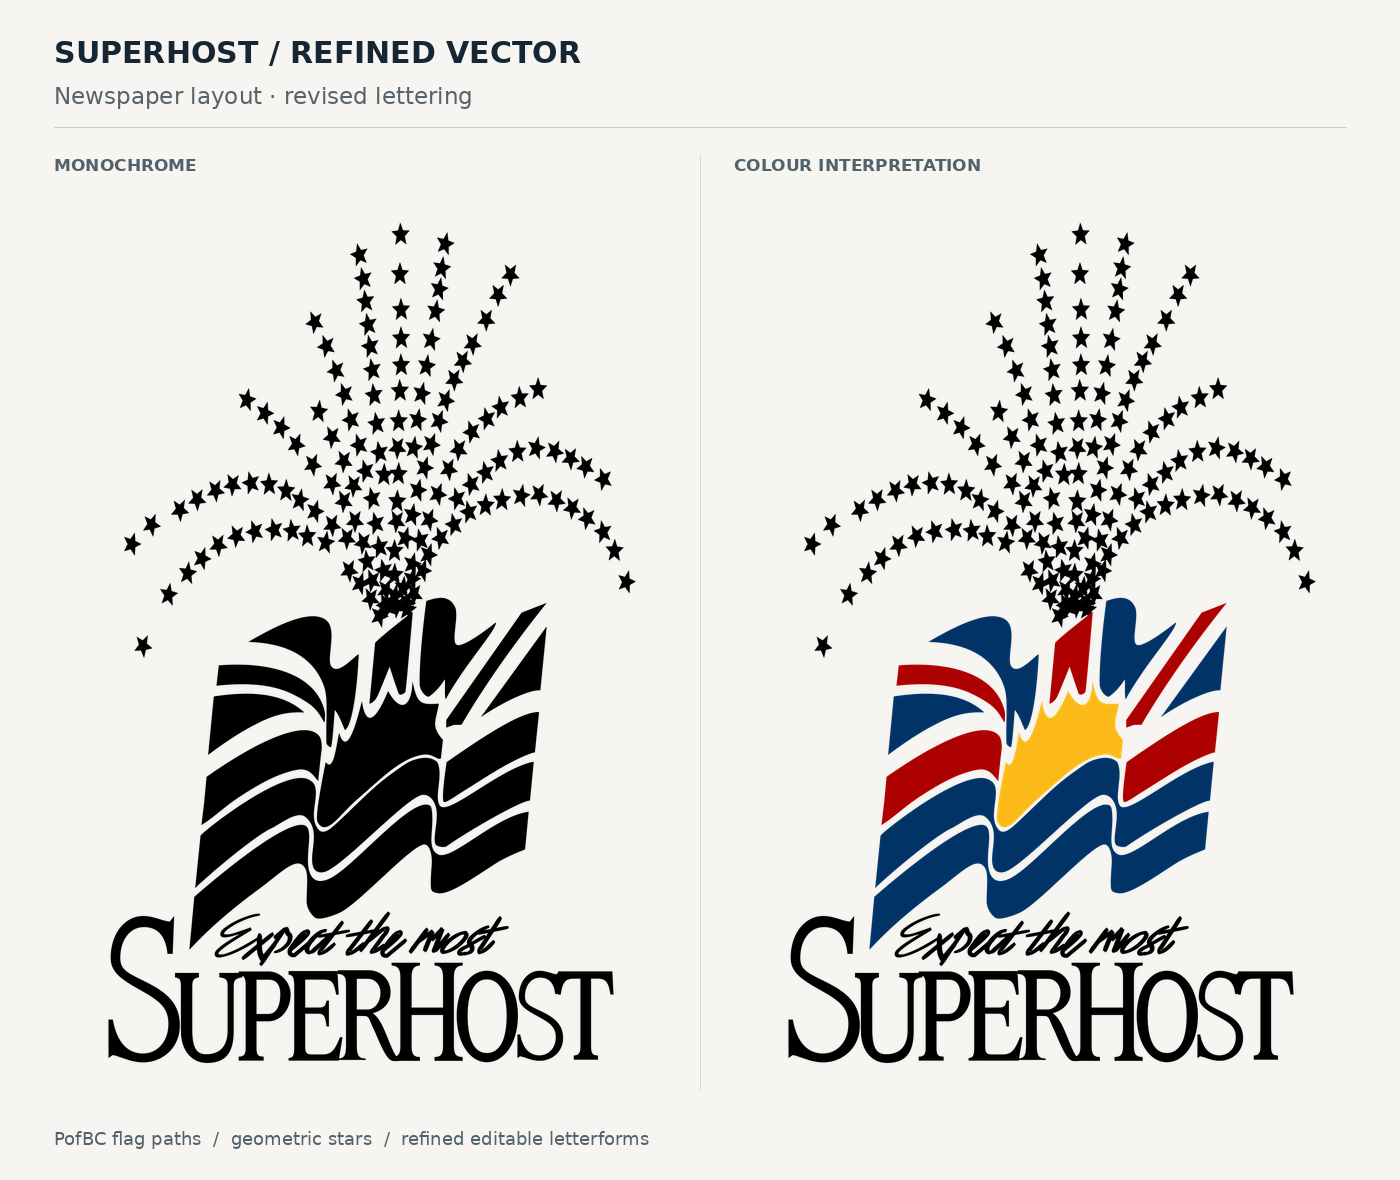 SUPERHOST / REFINED VECTOR
Newspaper layout · revised lettering
MONOCHROME
COLOUR INTERPRETATION
Expect the most
SUPERHOST
Expect the most
SUPERHOST
PofBC flag paths / geometric stars / refined editable letterforms